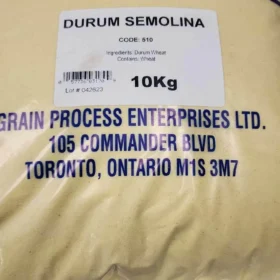 DURUM SEMOLINA
CODE: 510
Ingredients: Durum Wheat
Contains: Wheat
Lot # 042823
10Kg
GRAIN PROCESS ENTERPRISES LTD.
105 COMMANDER BLVD
TORONTO, ONTARIO M1S 3M7